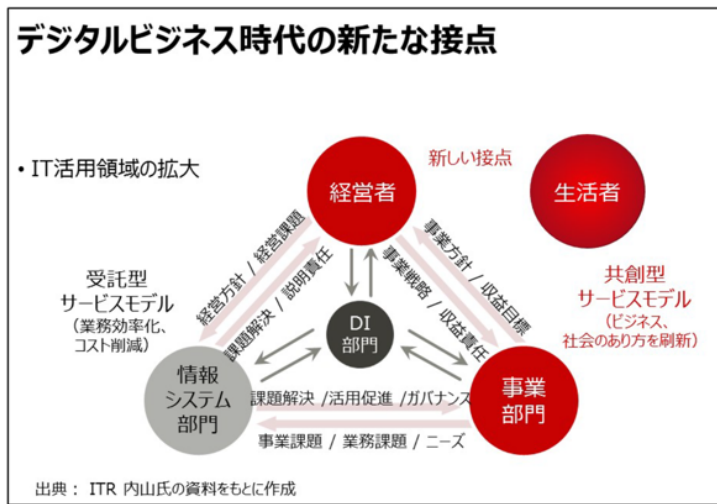 デジタルビジネス時代の新たな接点
• IT活用領域の拡大
新しい接点
経営者
生活者
経営方針 / 経営課題
課題解決 / 説明責任
事業方針 / 収益目標
事業戦略 / 収益責任
受託型
サービスモデル
（業務効率化、
コスト削減）
共創型
サービスモデル
（ビジネス、
社会のあり方を刷新）
DI
部門
情報
システム
部門
事業
部門
課題解決 /活用促進 /ガバナンス
事業課題 / 業務課題 / ニーズ
出典： ITR 内山氏の資料をもとに作成